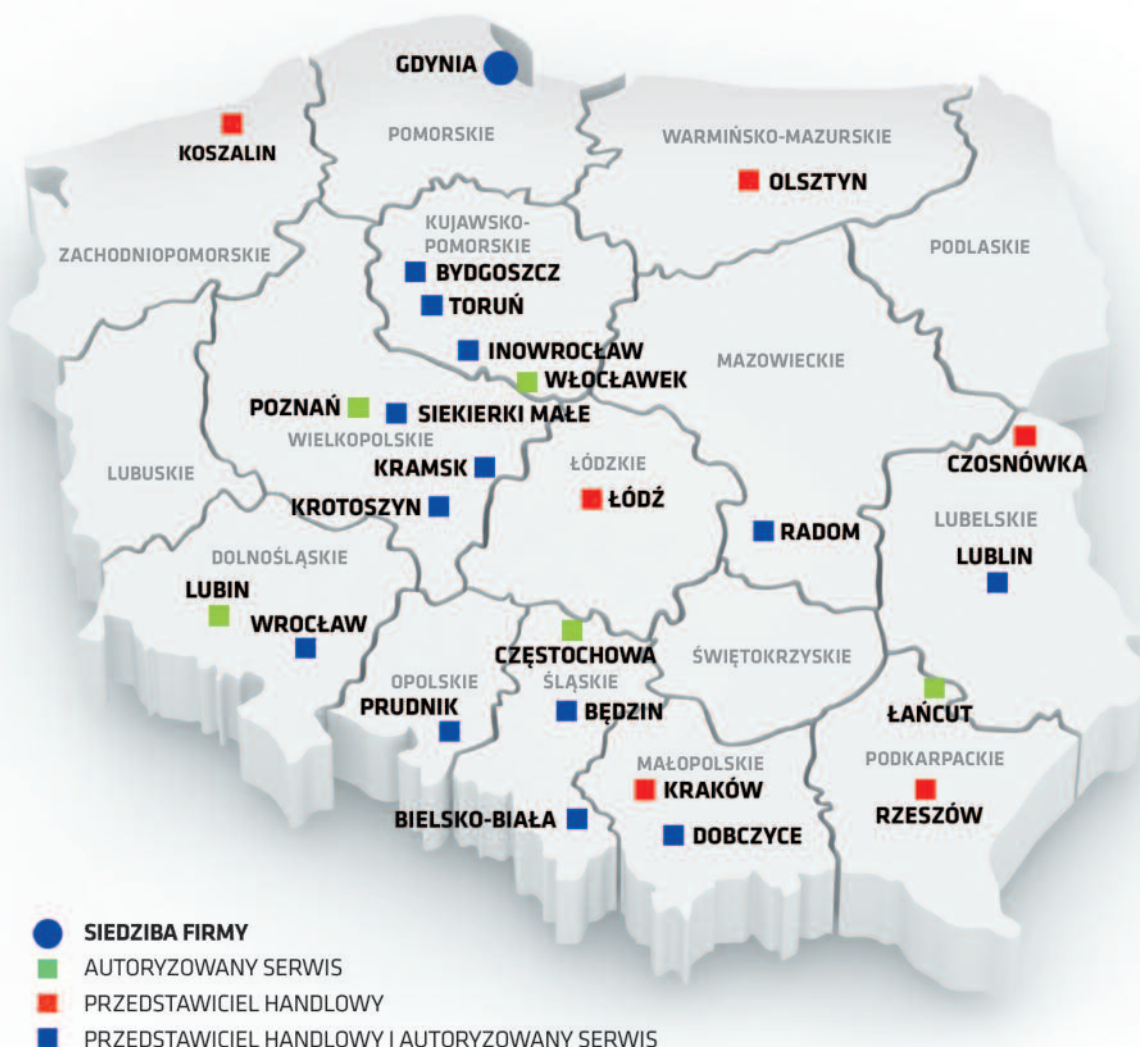 GDYNIA
POMORSKIE
WARMIŃSKO-MAZURSKIE
KOSZALIN
OLSZTYN
KUJAWSKO-
POMORSKIE
ZACHODNIOPOMORSKIE
PODLASKIE
BYDGOSZCZ
TORUŃ
INOWROCŁAW
MAZOWIECKIE
WŁOCŁAWEK
POZNAŃ
SIEKIERKI MAŁE
WIELKOPOLSKIE
KRAMSK
ŁÓDZKIE
CZOSNÓWKA
LUBUSKIE
KROTOSZYN
ŁÓDŹ
LUBELSKIE
RADOM
DOLNOŚLĄSKIE
LUBLIN
LUBIN
WROCŁAW
CZĘSTOCHOWA
ŚWIĘTOKRZYSKIE
OPOLSKIE
ŚLĄSKIE
PRUDNIK
BĘDZIN
ŁAŃCUT
MAŁOPOLSKIE
PODKARPACKIE
KRAKÓW
RZESZÓW
BIELSKO-BIAŁA
DOBCZYCE
SIEDZIBA FIRMY
AUTORYZOWANY SERWIS
PRZEDSTAWICIEL HANDLOWY
PRZEDSTAWICIEL HANDLOWY I AUTORYZOWANY SERWIS